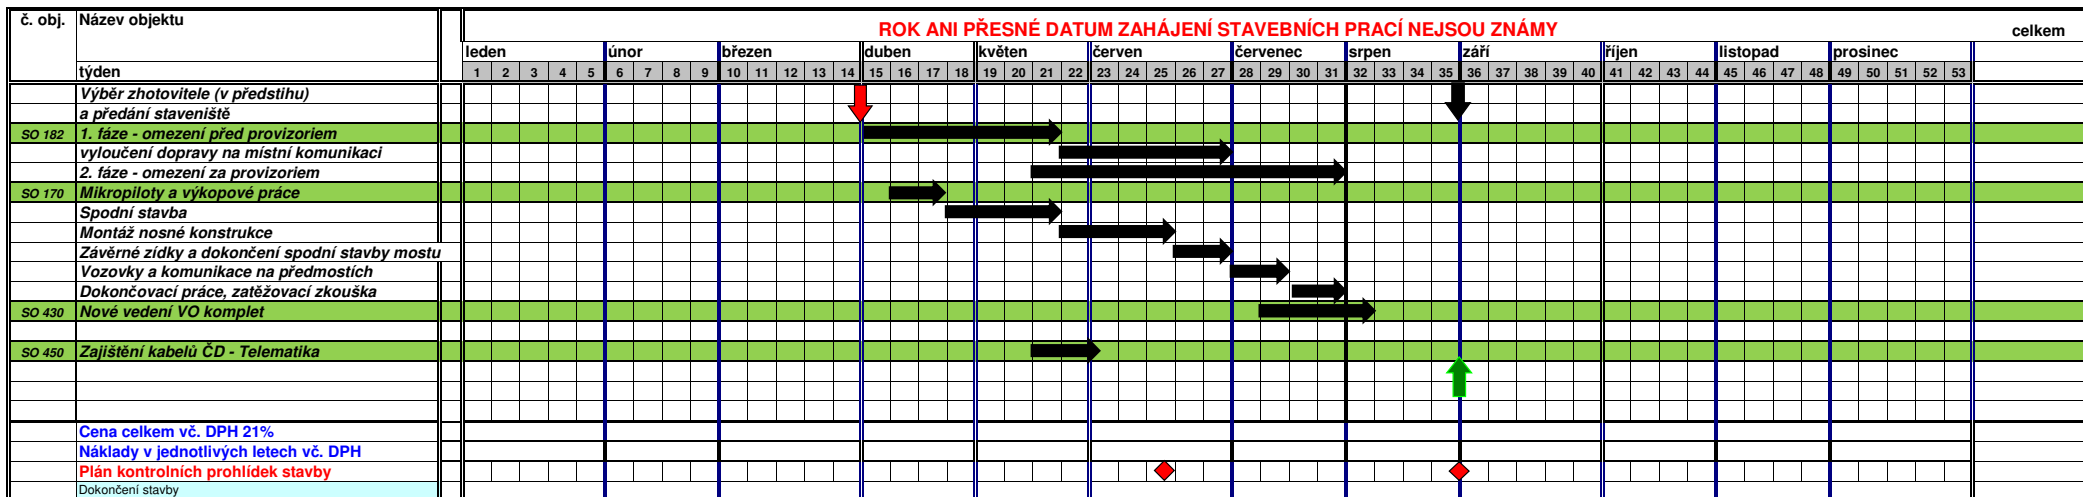 č. obj. Název objektu
ROK ANI PŘESNÉ DATUM ZAHÁJENÍ STAVEBNÍCH PRACÍ NEJSOU ZNÁMY celkem
leden únor březen duben květen červen červenec srpen září říjen listopad prosinec
týden 1 2 3 4 5 6 7 8 9 10 11 12 13 14 15 16 17 18 19 20 21 22 23 24 25 26 27 28 29 30 31 32 33 34 35 36 37 38 39 40 41 42 43 44 45 46 47 48 49 50 51 52 53
Výběr zhotovitele (v předstihu)
a předání staveniště
SO 182 1. fáze - omezení před provizoriem
vyloučení dopravy na místní komunikaci
2. fáze - omezení za provizoriem
SO 170 Mikropiloty a výkopové práce
Spodní stavba
Montáž nosné konstrukce
Závěrné zídky a dokončení spodní stavby mostu
Vozovky a komunikace na předmostích
Dokončovací práce, zatěžovací zkouška
SO 430 Nové vedení VO komplet
SO 450 Zajištění kabelů ČD - Telematika
Cena celkem vč. DPH 21%
Náklady v jednotlivých letech vč. DPH
Plán kontrolních prohlídek stavby
Dokončení stavby